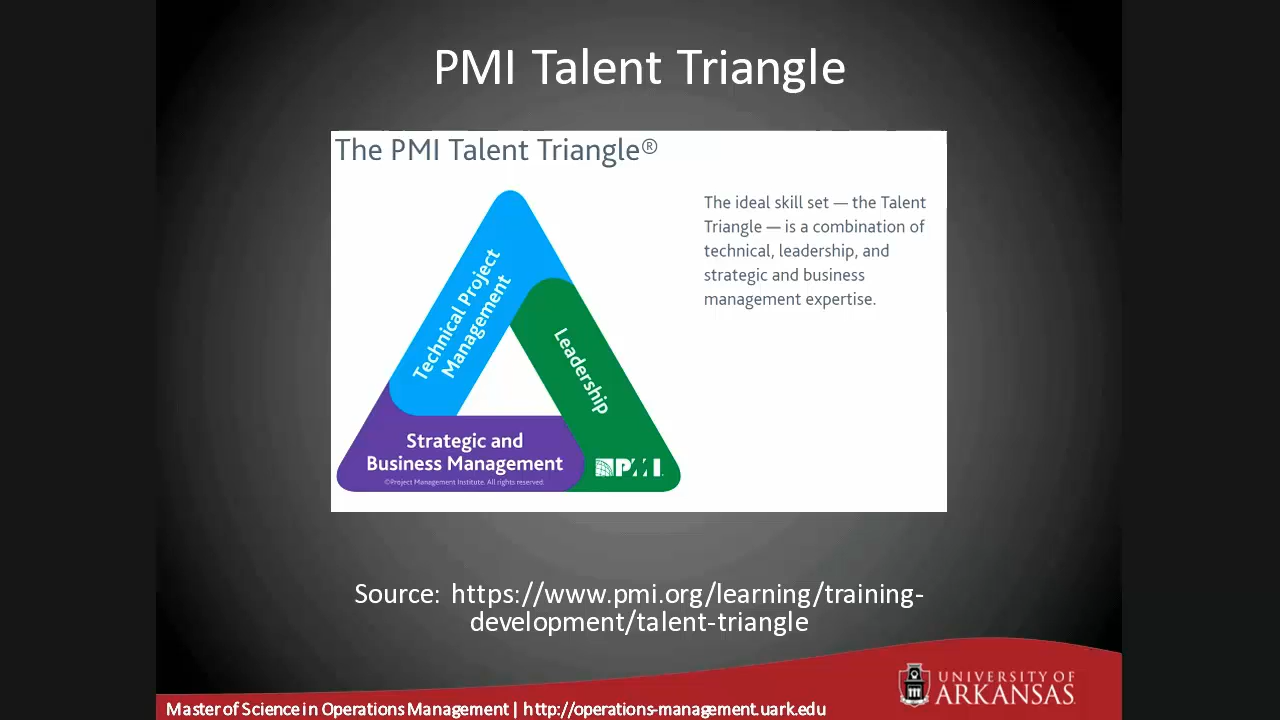 PMI Talent Triangle
The PMI Talent Triangle®
The ideal skill set — the Talent
Triangle — is a combination of
technical, leadership, and
strategic and business
management expertise.
Technical Project
Management
Leadership
Strategic and
Business Management
©Project Management Institute. All rights reserved.
PMI
Source: https://www.pmi.org/learning/training-
development/talent-triangle
UNIVERSITY OF
ARKANSAS
Master of Science in Operations Management | http://operations-management.uark.edu